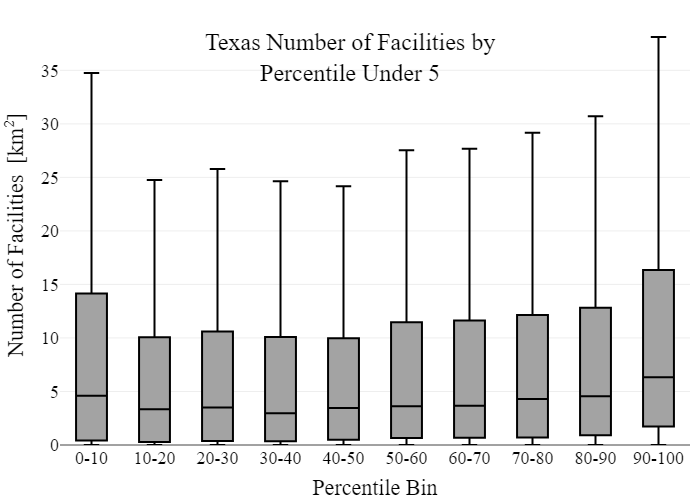 Texas Number of Facilities by
Percentile Under 5
Number of Facilities [km²]
35
30
25
20
15
10
5
0
0-10 10-20 20-30 30-40 40-50 50-60 60-70 70-80 80-90 90-100
Percentile Bin